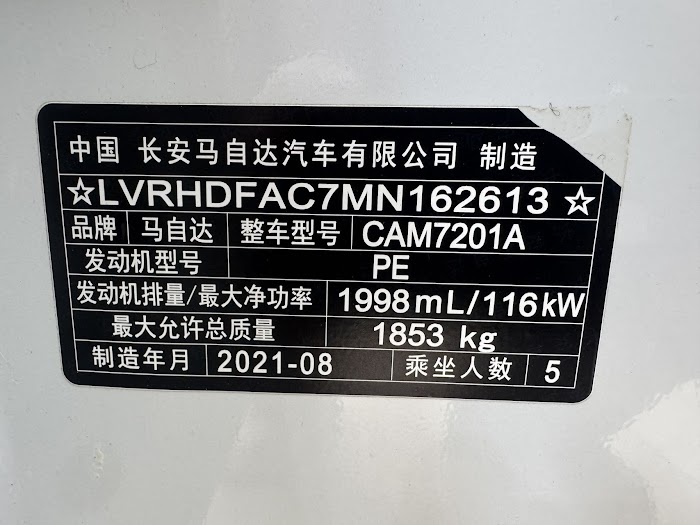 中国 长安马自达汽车有限公司 制造
☆LVRHDFAC7MN162613☆
品牌 马自达 整车型号 CAM7201A
发动机型号 PE
发动机排量/最大净功率 1998mL/116kW
最大允许总质量 1853 kg
制造年月 2021-08 乘坐人数 5